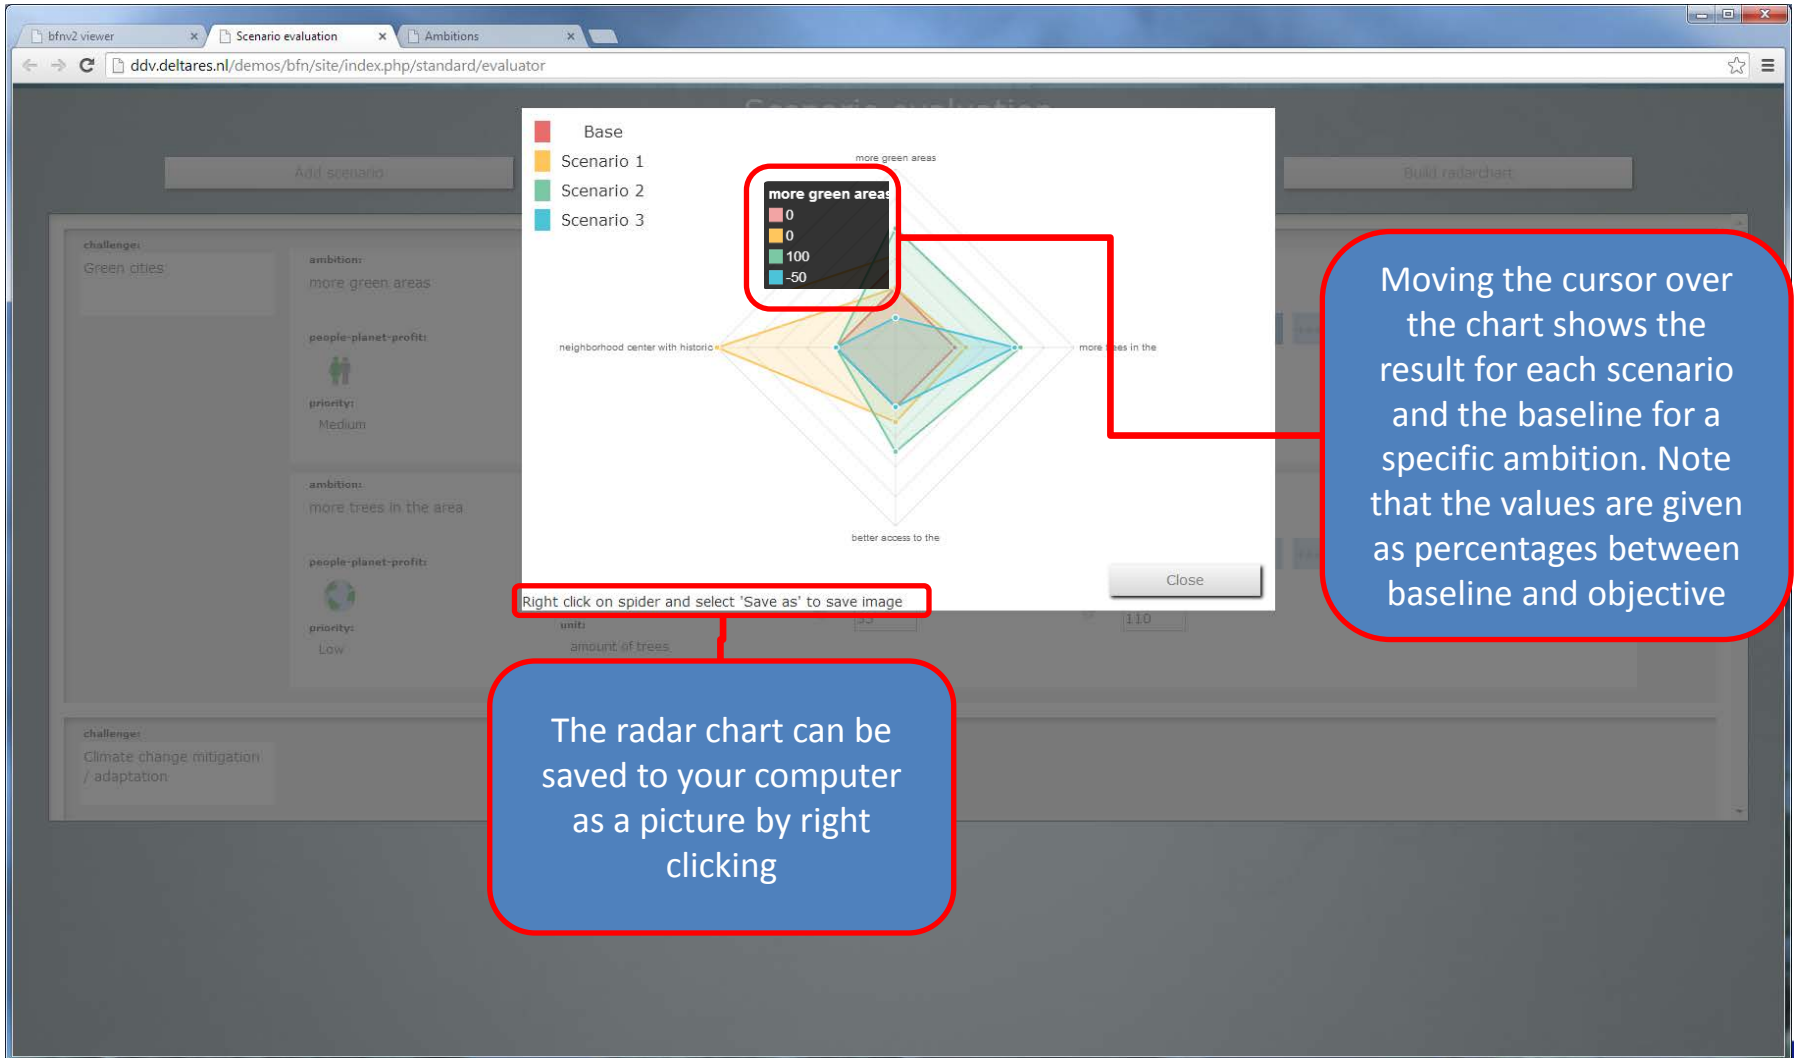 bfnv2 viewer
Scenario evaluation
Ambitions
ddv.deltares.nl/demos/bfn/site/index.php/standard/evaluator
Scenario evaluation
Add scenario
Build radarchart
Base
Scenario 1
Scenario 2
Scenario 3
more green areas
more green areas
0
0
100
-50
neighborhood center with historic
more trees in the
better access to the
Close
Right click on spider and select 'Save as' to save image
challenge:
Green cities
ambition:
more green areas
people-planet-profit:
priority:
Medium
ambition:
more trees in the area
people-planet-profit:
priority:
Low
unit:
amount of trees
110
challenge:
Climate change mitigation
/ adaptation
Moving the cursor over
the chart shows the
result for each scenario
and the baseline for a
specific ambition. Note
that the values are given
as percentages between
baseline and objective
The radar chart can be
saved to your computer
as a picture by right
clicking